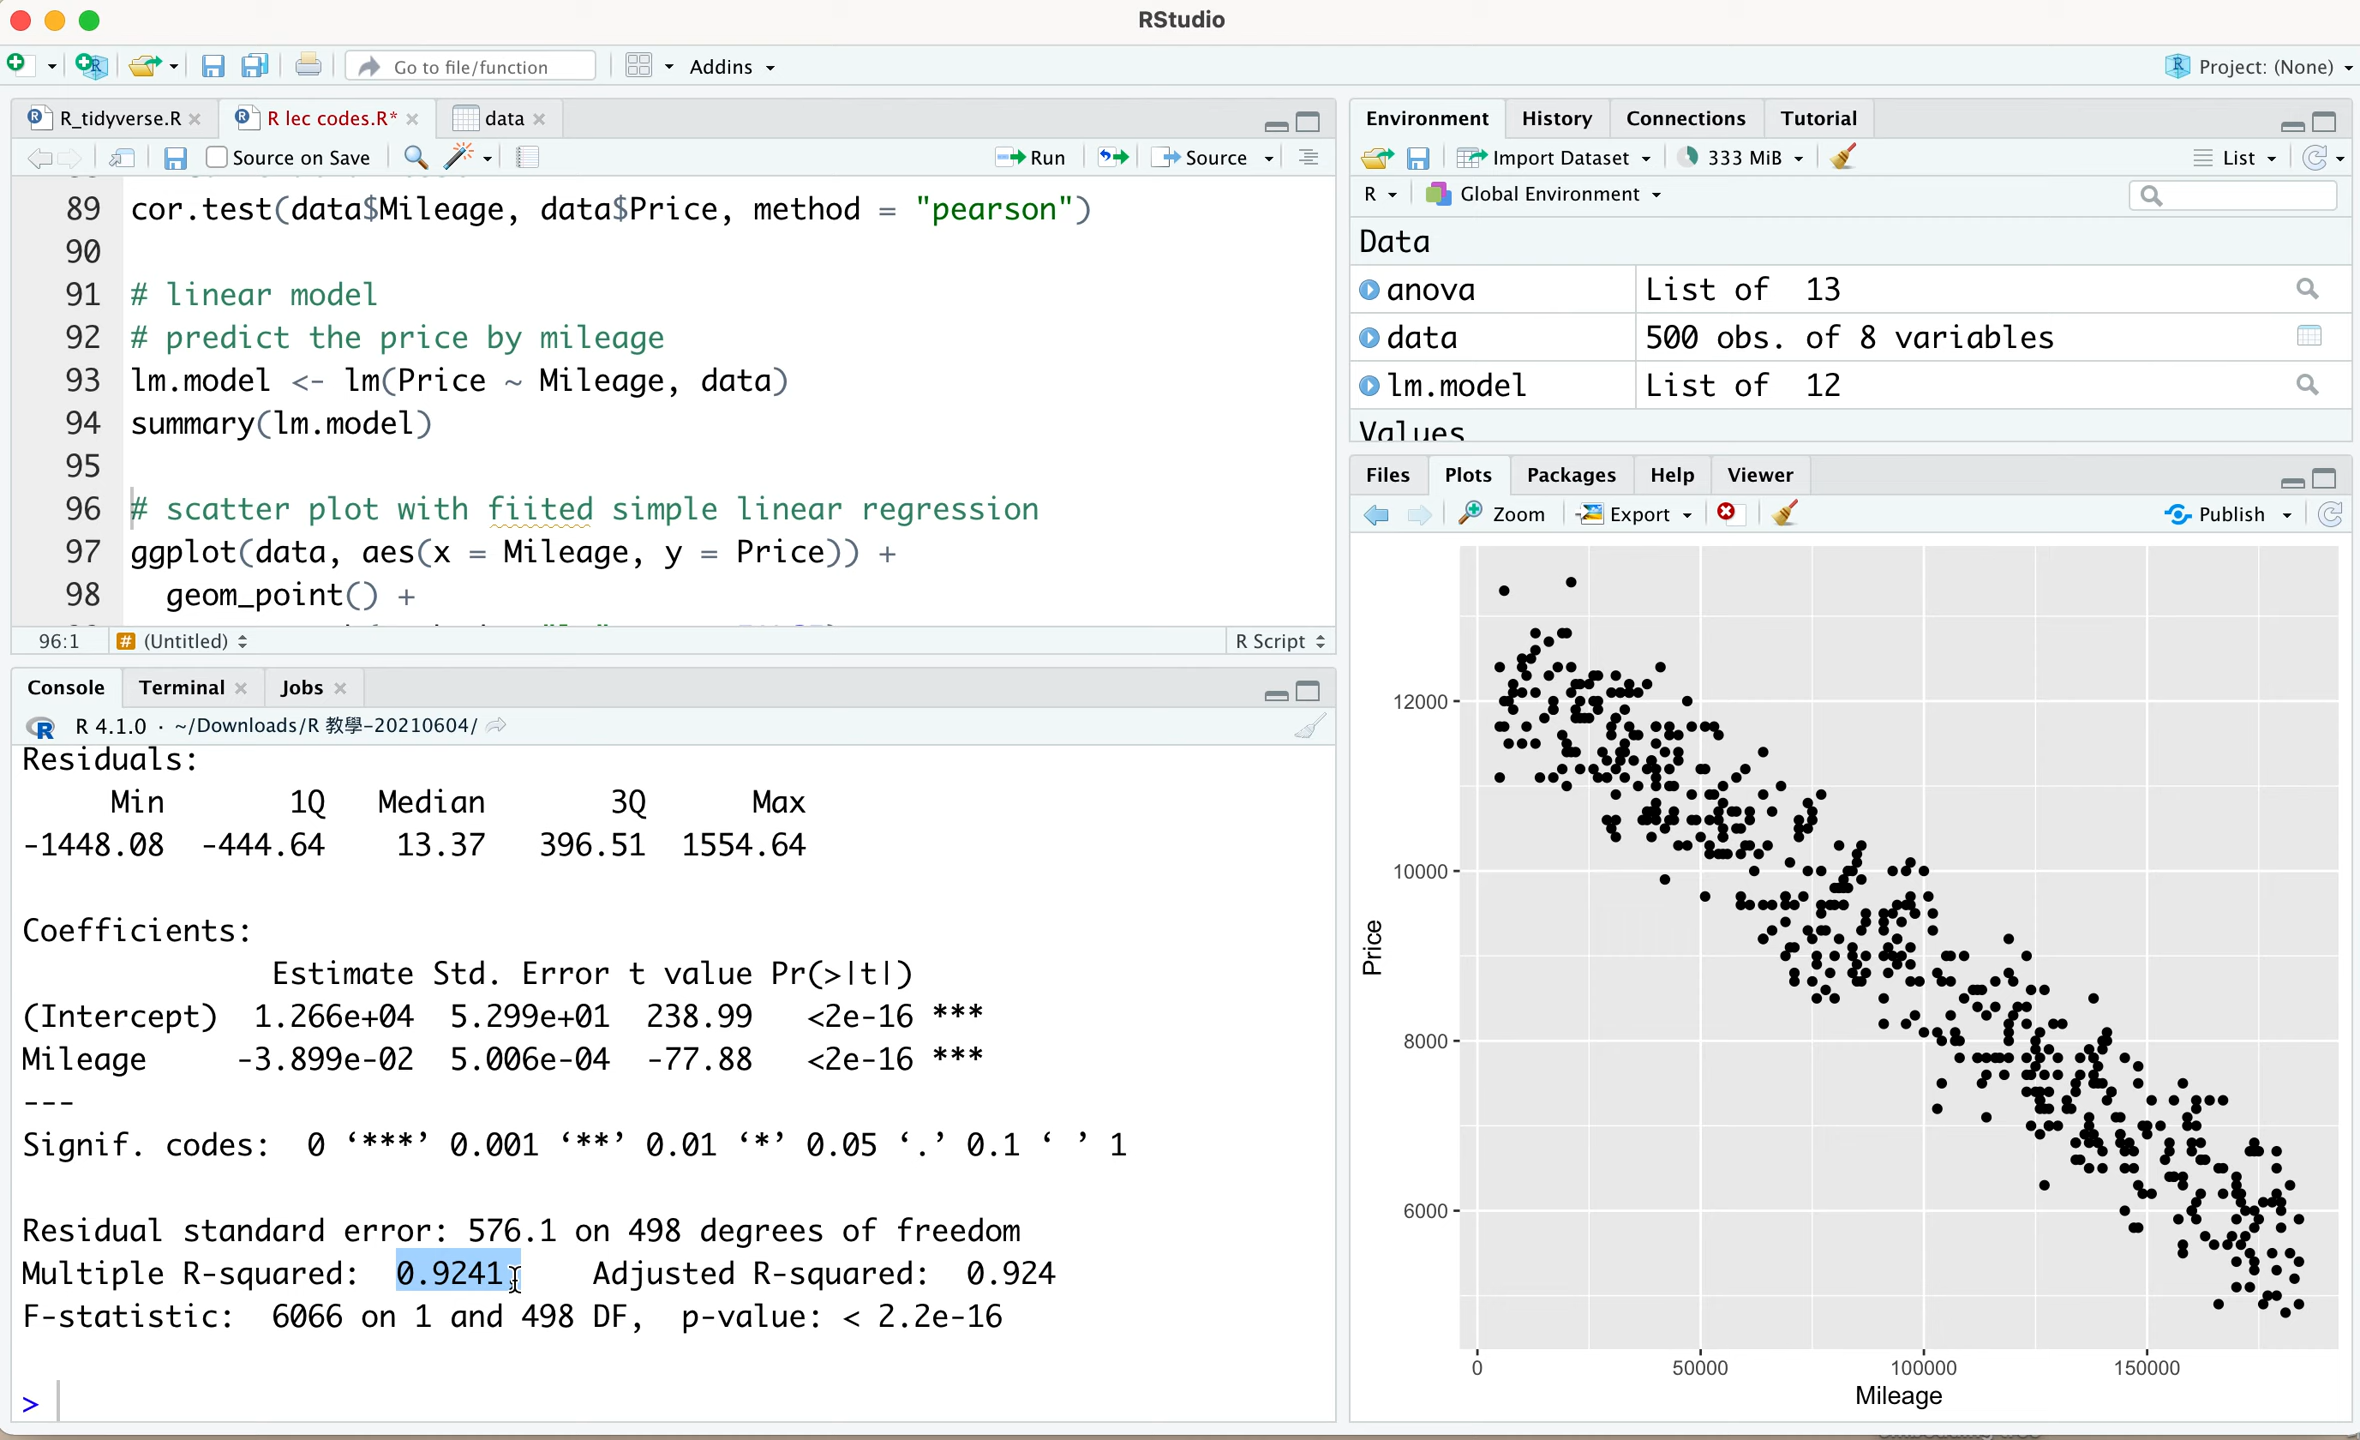 RStudio
Go to file/function
Addins
Project: (None)
R_tidyverse.R
R lec codes.R*
data
Source on Save
Run
Source
89 cor.test(data$Mileage, data$Price, method = "pearson")
90
91 # linear model
92 # predict the price by mileage
93 lm.model <- lm(Price ~ Mileage, data)
94 summary(lm.model)
95
96 # scatter plot with fiited simple linear regression
97 ggplot(data, aes(x = Mileage, y = Price)) +
98 geom_point() +
96:1 # (Untitled) R Script
Console Terminal Jobs
R 4.1.0 · ~/Downloads/R 教學-20210604/
Residuals:
Min 1Q Median 3Q Max
-1448.08 -444.64 13.37 396.51 1554.64
Coefficients:
Estimate Std. Error t value Pr(>|t|)
(Intercept) 1.266e+04 5.299e+01 238.99 <2e-16 ***
Mileage -3.899e-02 5.006e-04 -77.88 <2e-16 ***
---
Signif. codes: 0 ‘***’ 0.001 ‘**’ 0.01 ‘*’ 0.05 ‘.’ 0.1 ‘ ’ 1
Residual standard error: 576.1 on 498 degrees of freedom
Multiple R-squared: 0.9241, Adjusted R-squared: 0.924
F-statistic: 6066 on 1 and 498 DF, p-value: < 2.2e-16
>
Environment History Connections Tutorial
Import Dataset 333 MiB List
R Global Environment
Data
anova List of 13
data 500 obs. of 8 variables
lm.model List of 12
Values
Files Plots Packages Help Viewer
Zoom Export Publish
12000
10000
8000
6000
Price
0 50000 100000 150000
Mileage